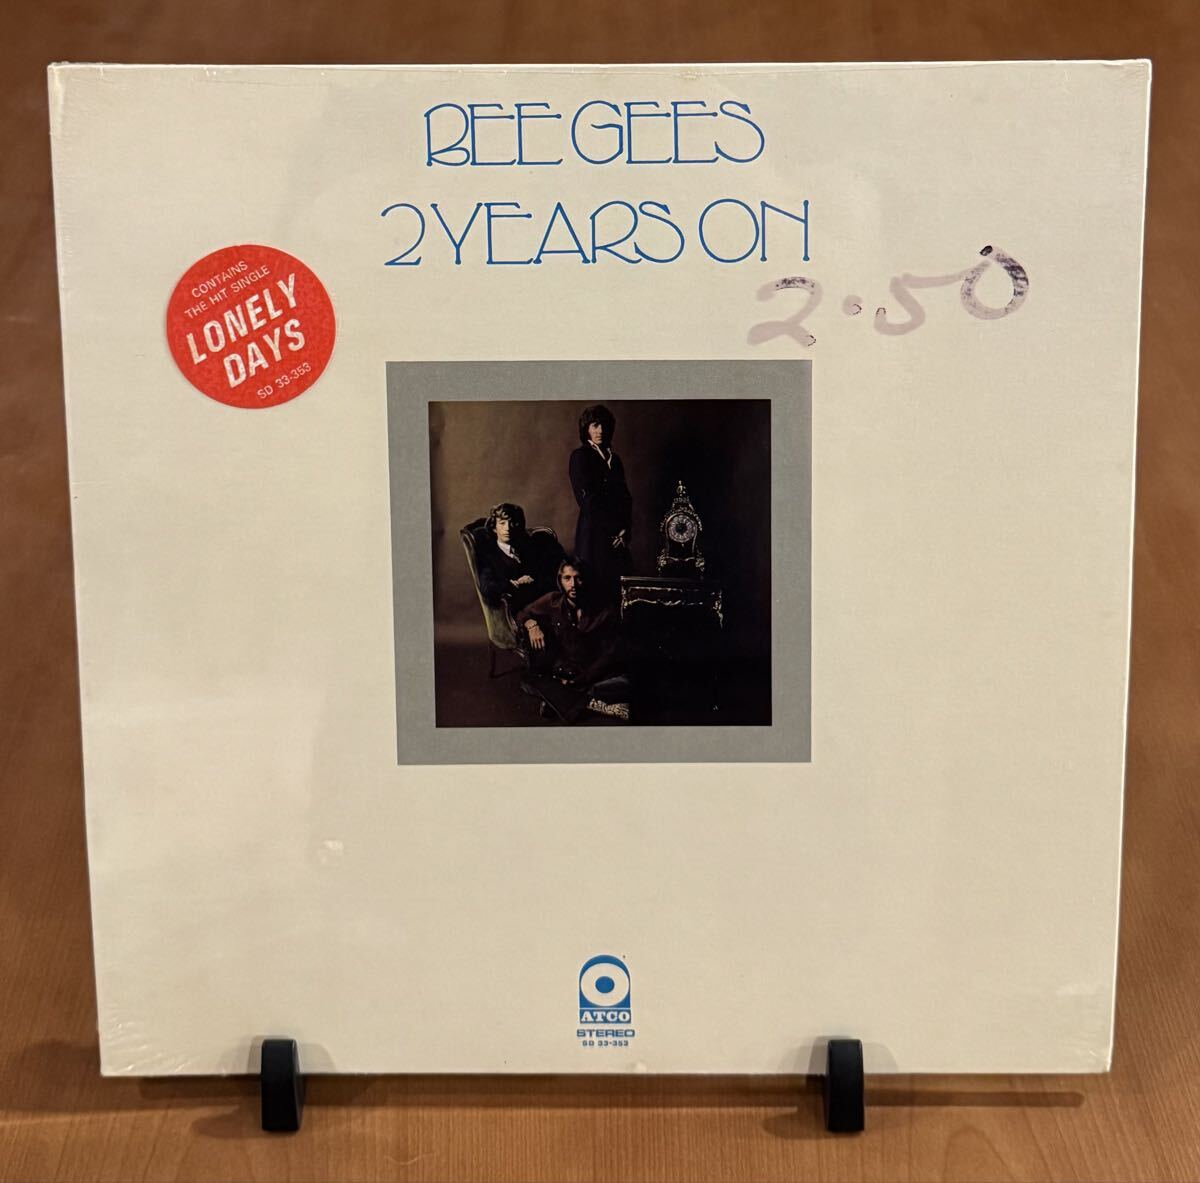 BEE GEES
2 YEARS ON
CONTAINS
THE HIT SINGLE
LONELY
DAYS
SD 33-353
2.50
ATCO
STEREO
SD 33-353